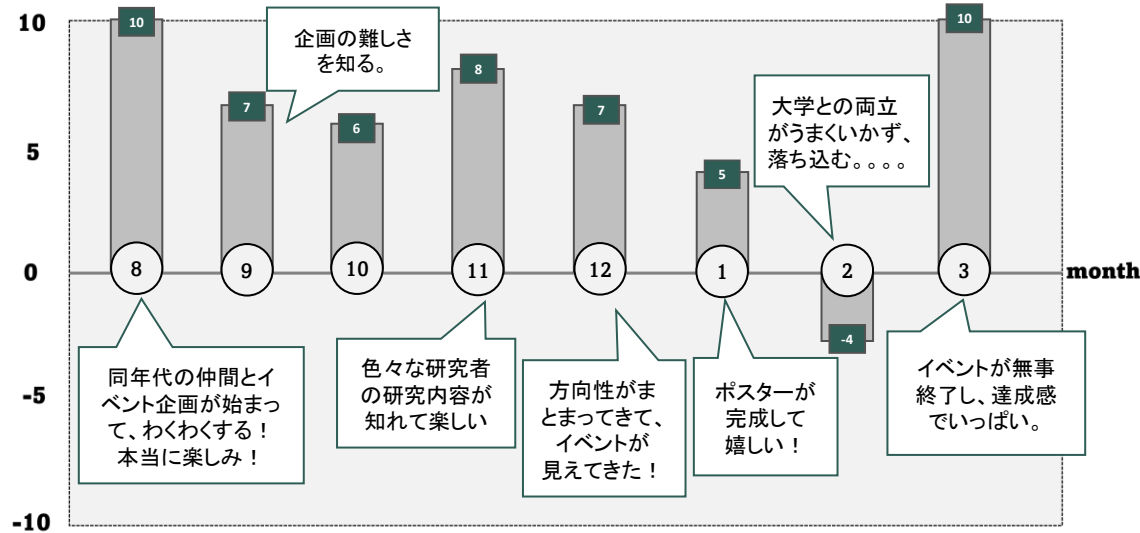 10
5
0
-5
-10
month
10
7
6
8
7
5
-4
10
8
9
10
11
12
1
2
3
企画の難しさ
を知る。
大学との両立
がうまくいかず、
落ち込む。。。。
同年代の仲間とイ
ベント企画が始まっ
て、わくわくする！
本当に楽しみ！
色々な研究者
の研究内容が
知れて楽しい
方向性がま
とまってきて、
イベントが
見えてきた！
ポスターが
完成して
嬉しい！
イベントが無事
終了し、達成感
でいっぱい。